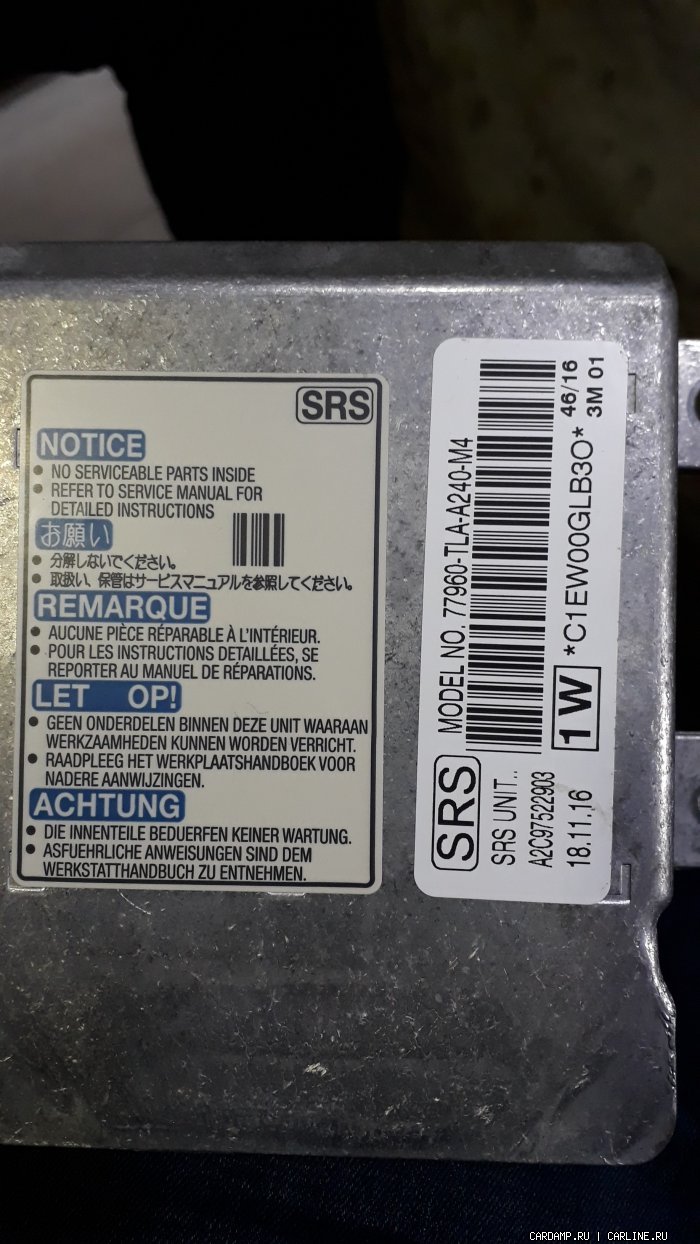 SRS
NOTICE
• NO SERVICEABLE PARTS INSIDE
• REFER TO SERVICE MANUAL FOR
DETAILED INSTRUCTIONS
お願い
• 分解しないでください。
• 取扱い、保管はサービスマニュアルを参照してください。
REMARQUE
• AUCUNE PIÈCE RÉPARABLE À L'INTÉRIEUR.
• POUR LES INSTRUCTIONS DETAILLÉES, SE
REPORTER AU MANUEL DE RÉPARATIONS.
LET OP!
• GEEN ONDERDELEN BINNEN DEZE UNIT WAARAAN
WERKZAAMHEDEN KUNNEN WORDEN VERRICHT.
• RAADPLEEG HET WERKPLAATSHANDBOEK VOOR
NADERE AANWIJZINGEN.
ACHTUNG
• DIE INNENTEILE BEDUERFEN KEINER WARTUNG.
• ASFUEHRLICHE ANWEISUNGEN SIND DEM
WERKSTATTHANDBUCH ZU ENTNEHMEN.
SRS MODEL NO. 77960-TLA-A240-M4
SRS UNIT..
A2C97522903
18.11.16
1W *C1EW00GLB3O* 46/16
3M 01
CARDAMP.RU | CARLINE.RU